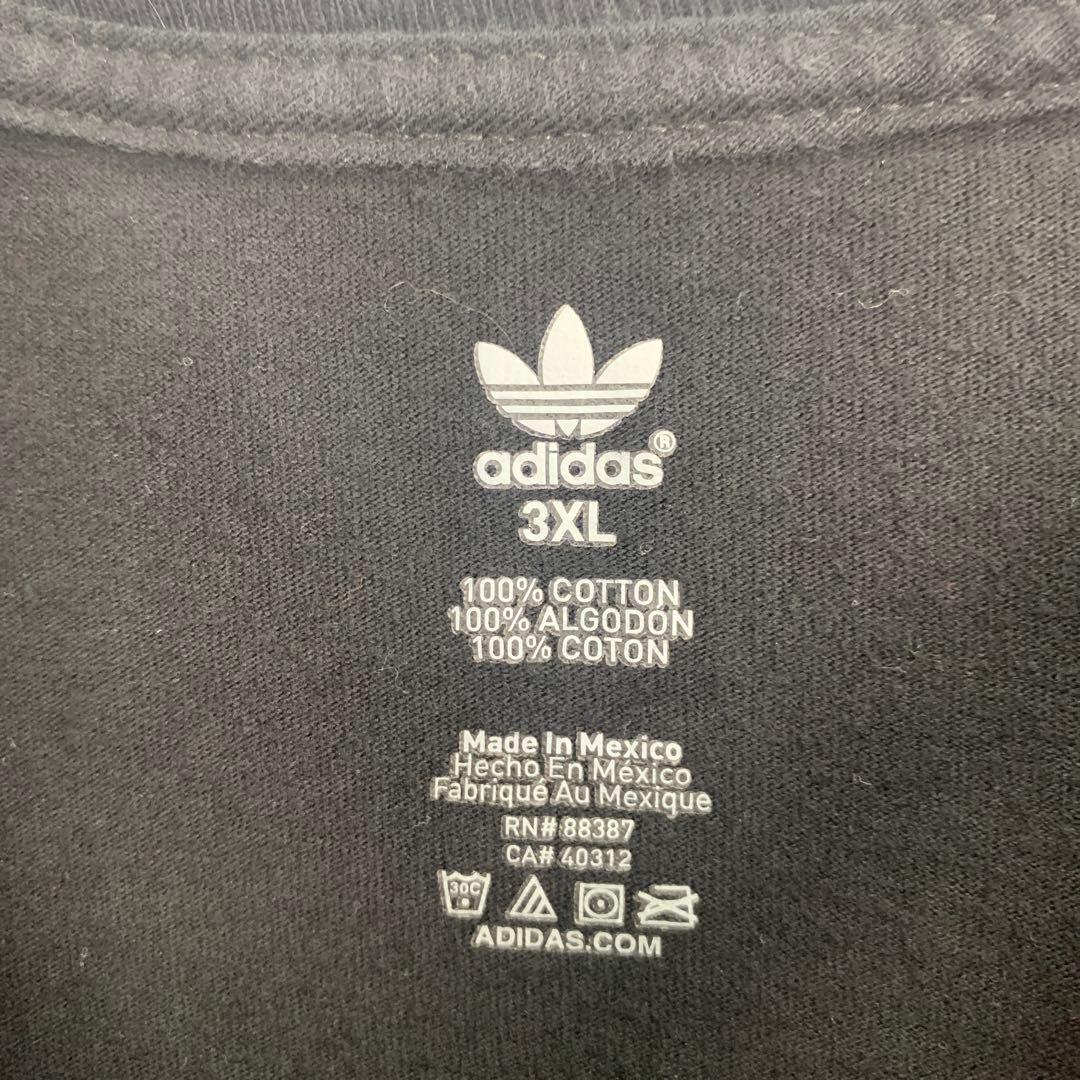 adidas®
3XL
100% COTTON
100% ALGODÓN
100% COTON
Made In Mexico
Hecho En México
Fabriqué Au Mexique
RN# 88387
CA# 40312
30C
ADIDAS.COM